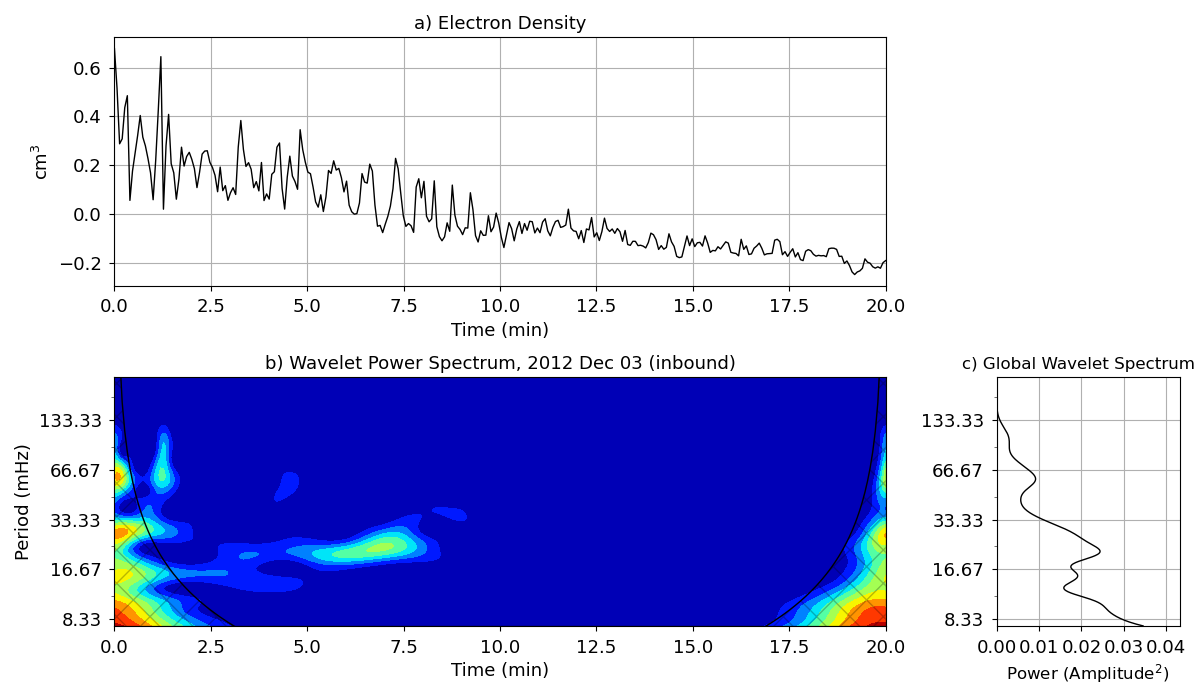 a) Electron Density
cm³
0.6
0.4
0.2
0.0
−0.2
0.0 2.5 5.0 7.5 10.0 12.5 15.0 17.5 20.0
Time (min)
b) Wavelet Power Spectrum, 2012 Dec 03 (inbound)
Period (mHz)
133.33
66.67
33.33
16.67
8.33
0.0 2.5 5.0 7.5 10.0 12.5 15.0 17.5 20.0
Time (min)
c) Global Wavelet Spectrum
133.33
66.67
33.33
16.67
8.33
0.00 0.01 0.02 0.03 0.04
Power (Amplitude²)